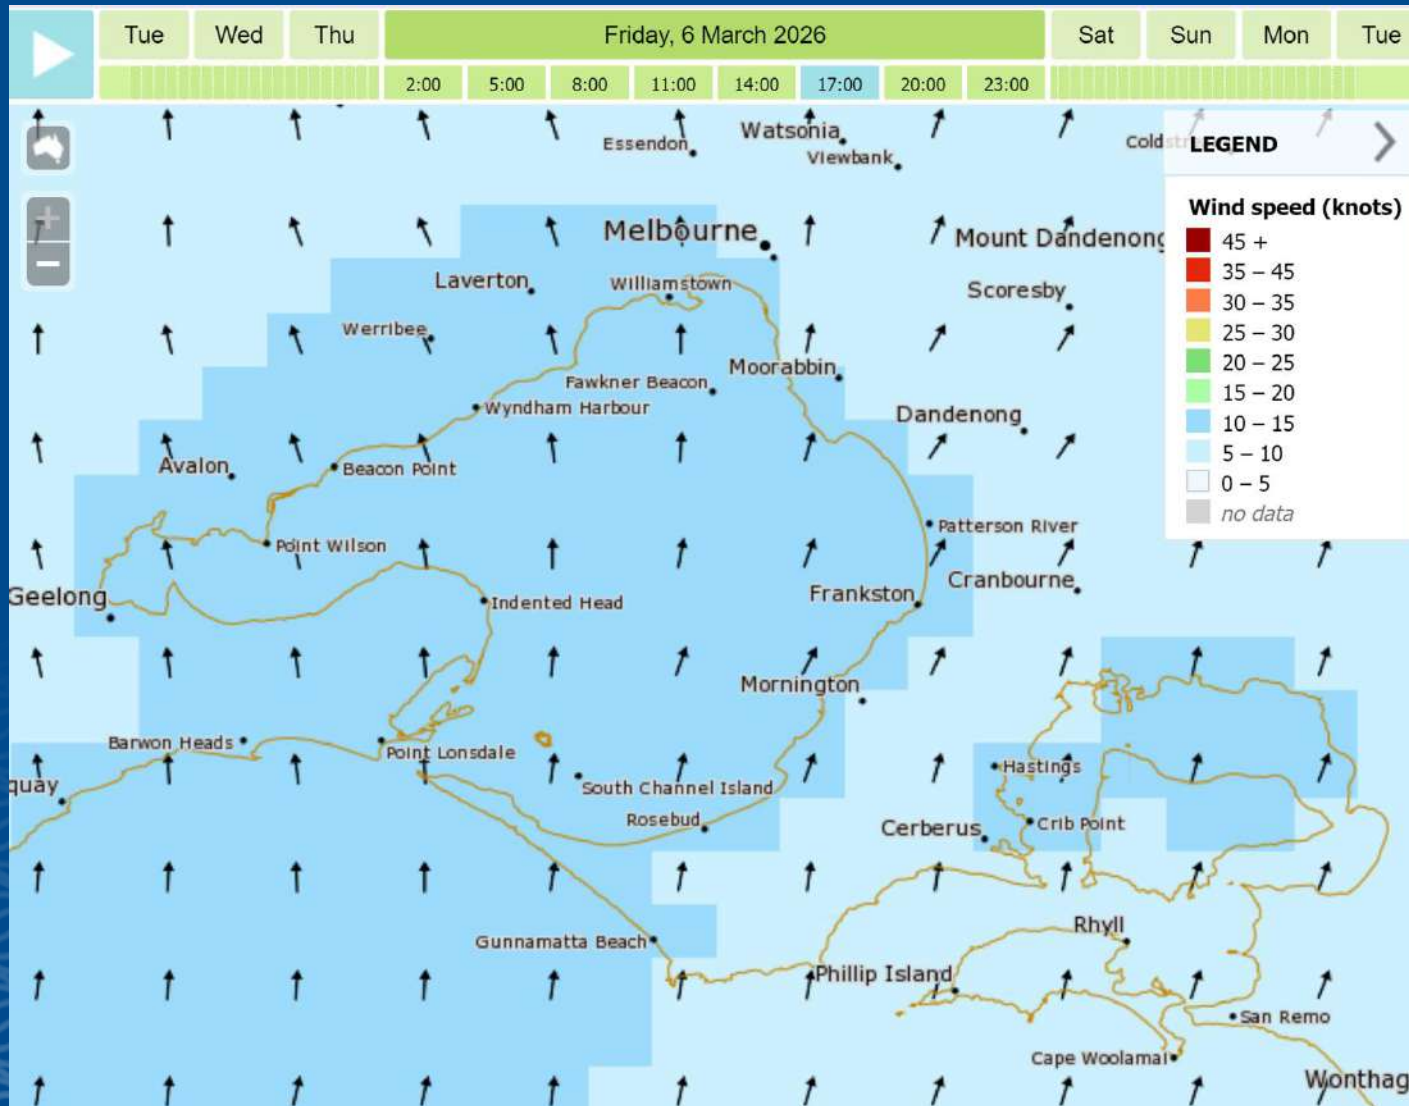 Tue Wed Thu Friday, 6 March 2026 Sat Sun Mon Tue
2:00 5:00 8:00 11:00 14:00 17:00 20:00 23:00
Watsonia
Essendon
Viewbank
LEGEND
Wind speed (knots)
45 +
35 – 45
30 – 35
25 – 30
20 – 25
15 – 20
10 – 15
5 – 10
0 – 5
no data
Melbourne
Mount Dandenong
Laverton
Williamstown
Scoresby
Werribee
Moorabbin
Fawkner Beacon
Wyndham Harbour
Dandenong
Avalon
Beacon Point
Patterson River
Point Wilson
Cranbourne
Geelong
Indented Head
Frankston
Mornington
Barwon Heads
Point Lonsdale
Hastings
quay
South Channel Island
Rosebud
Cerberus
Crib Point
Rhyll
Gunnamatta Beach
Phillip Island
San Remo
Cape Woolamai
Wonthag